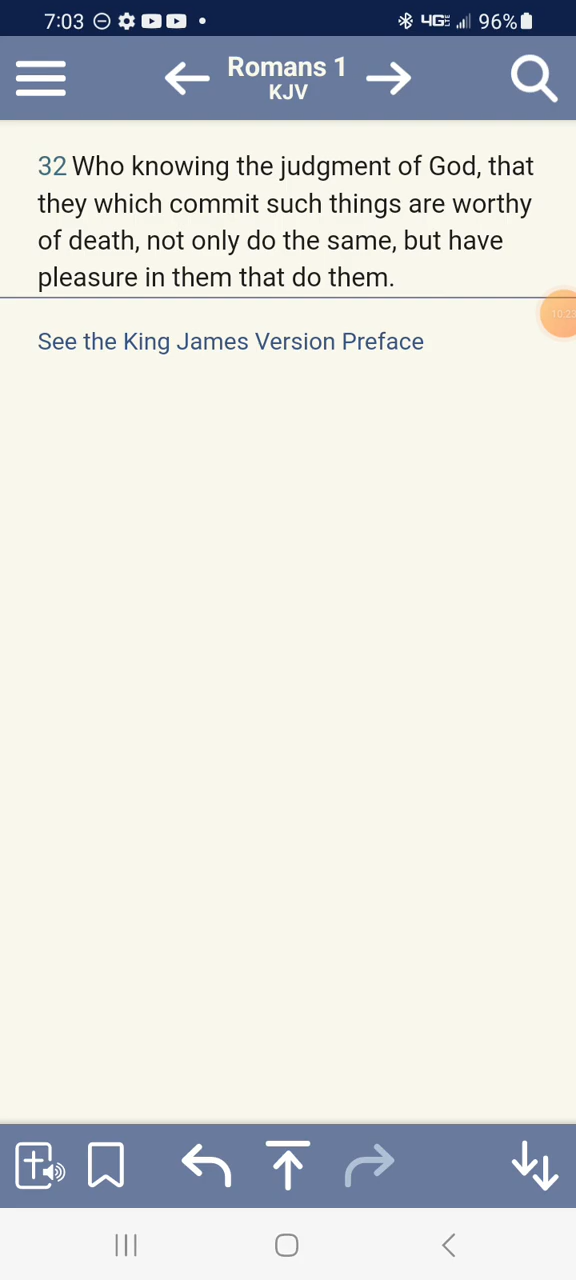 7:03 4G 96%
Romans 1
KJV
32 Who knowing the judgment of God, that
they which commit such things are worthy
of death, not only do the same, but have
pleasure in them that do them.
10:23
See the King James Version Preface